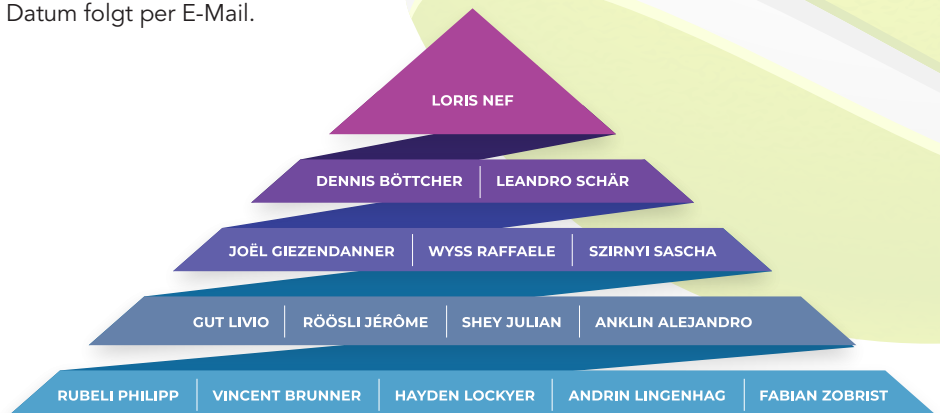 Datum folgt per E-Mail.
LORIS NEF
DENNIS BÖTTCHER LEANDRO SCHÄR
JOËL GIEZENDANNER WYSS RAFFAELE SZIRNYI SASCHA
GUT LIVIO RÖÖSLI JÉRÔME SHEY JULIAN ANKLIN ALEJANDRO
RUBELI PHILIPP VINCENT BRUNNER HAYDEN LOCKYER ANDRIN LINGENHAG FABIAN ZOBRIST